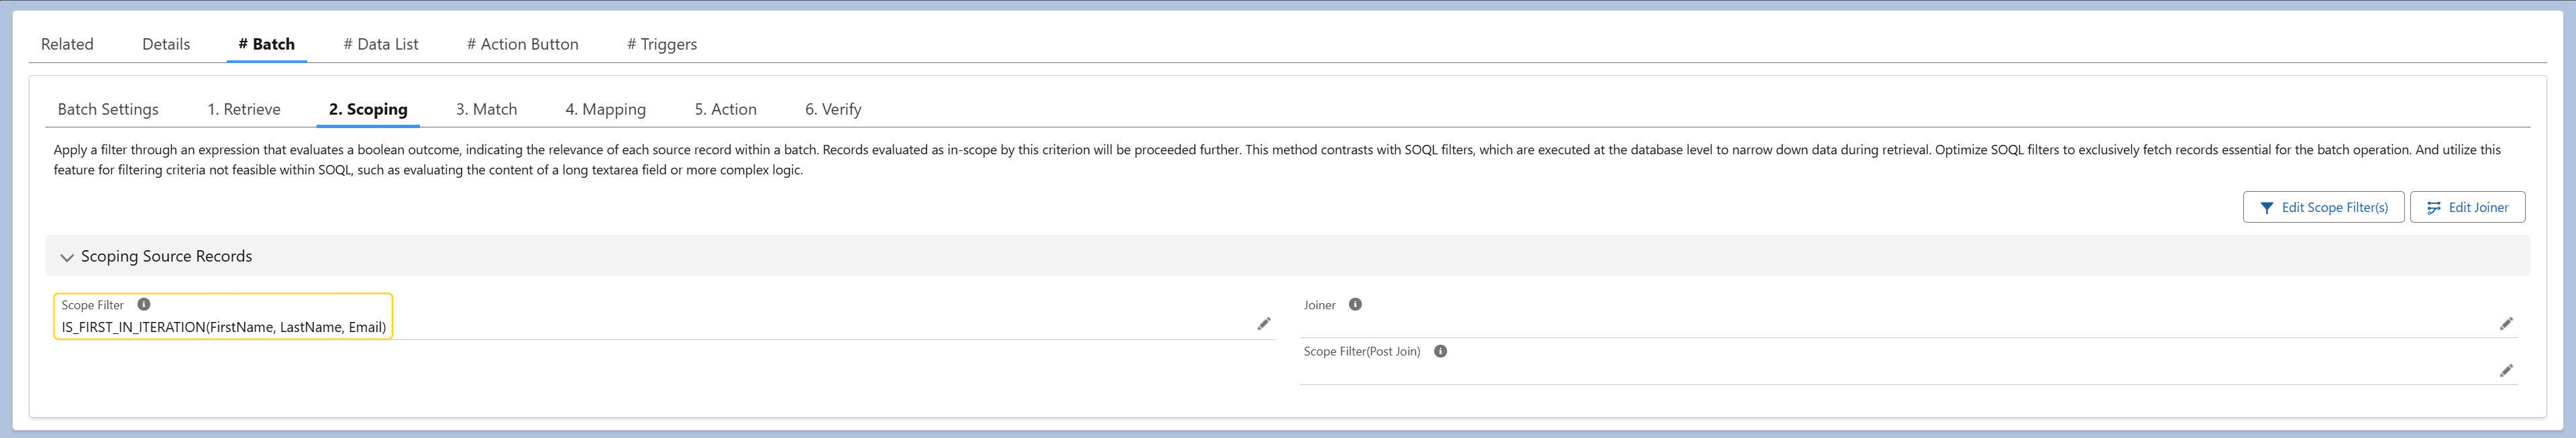 Related Details # Batch # Data List # Action Button # Triggers
Batch Settings 1. Retrieve 2. Scoping 3. Match 4. Mapping 5. Action 6. Verify
Apply a filter through an expression that evaluates a boolean outcome, indicating the relevance of each source record within a batch. Records evaluated as in-scope by this criterion will be proceeded further. This method contrasts with SOQL filters, which are executed at the database level to narrow down data during retrieval. Optimize SOQL filters to exclusively fetch records essential for the batch operation. And utilize this
feature for filtering criteria not feasible within SOQL, such as evaluating the content of a long textarea field or more complex logic.
Edit Scope Filter(s) Edit Joiner
Scoping Source Records
Scope Filter
IS_FIRST_IN_ITERATION(FirstName, LastName, Email)
Joiner
Scope Filter(Post Join)